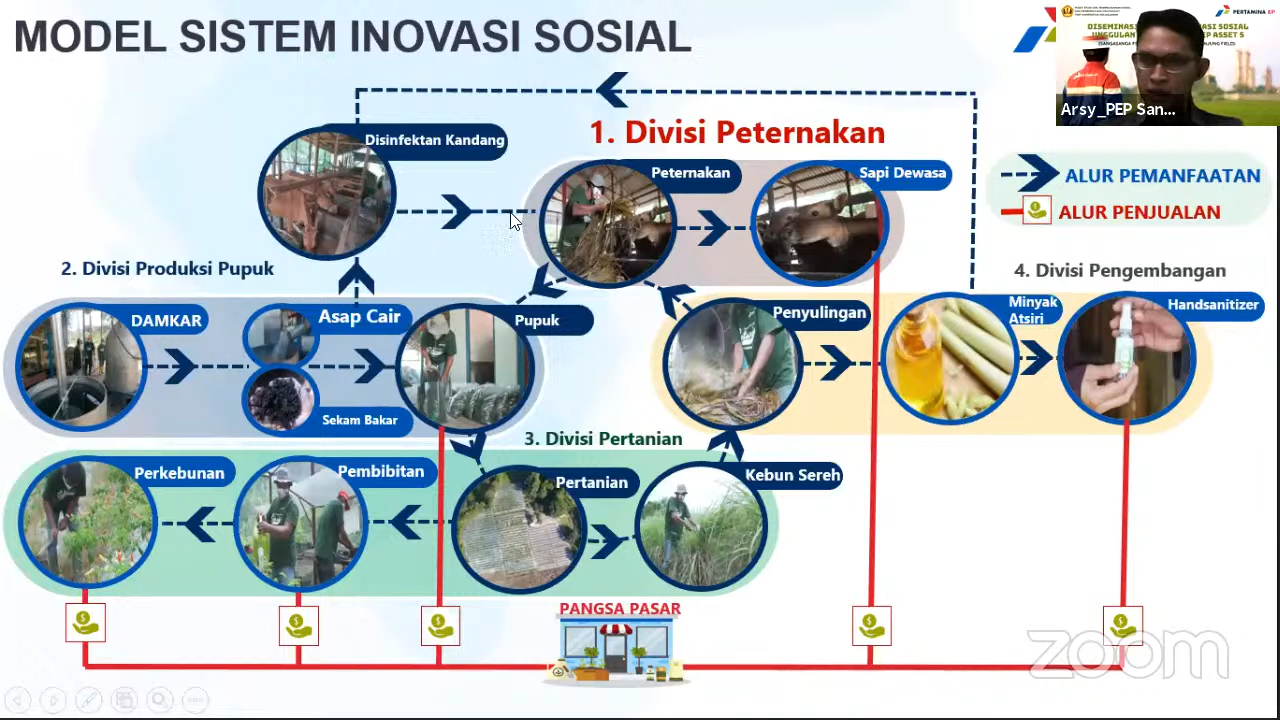 MODEL SISTEM INOVASI SOSIAL
PERTAMINA EP
Arsy_PEP San...
Disinfektan Kandang
1. Divisi Peternakan
Peternakan
Sapi Dewasa
ALUR PEMANFAATAN
ALUR PENJUALAN
2. Divisi Produksi Pupuk
4. Divisi Pengembangan
DAMKAR
Asap Cair
Pupuk
Penyulingan
Minyak
Atsiri
Handsanitizer
Sekam Bakar
3. Divisi Pertanian
Perkebunan
Pembibitan
Pertanian
Kebun Sereh
PANGSA PASAR
zoom